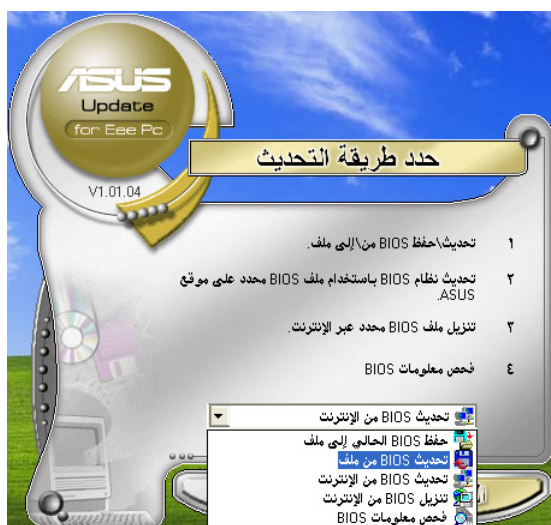 ASUS
Update
for Eee Pc
V1.01.04
حدد طريقة التحديث
١ تحديث\حفظ BIOS من\إلى ملف.
٢ تحديث نظام BIOS باستخدام ملف BIOS محدد على موقع
ASUS.
٣ تنزيل ملف BIOS محدد عبر الإنترنت.
٤ فحص معلومات BIOS
تحديث BIOS من الإنترنت
حفظ BIOS الحالي إلى ملف
تحديث BIOS من ملف
تحديث BIOS من الإنترنت
تنزيل BIOS من الإنترنت
فحص معلومات BIOS